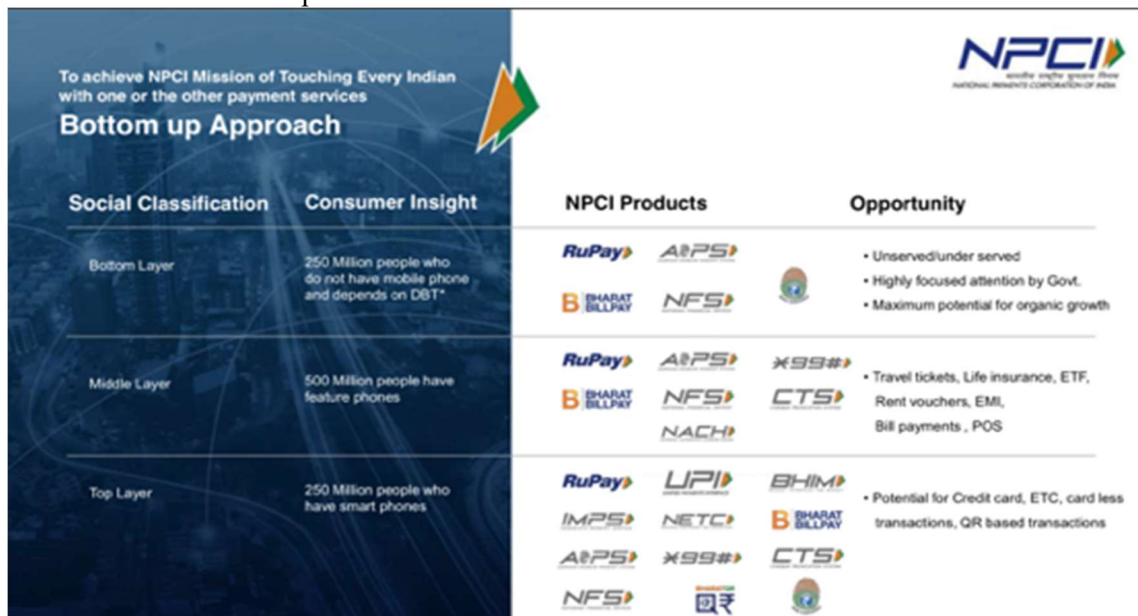 To achieve NPCI Mission of Touching Every Indian
with one or the other payment services
Bottom up Approach
NPCI
NATIONAL PAYMENTS CORPORATION OF INDIA
Social Classification
Consumer Insight
NPCI Products
Opportunity
Bottom Layer
250 Million people who
do not have mobile phone
and depends on DBT*
RuPay
AePS
BHARAT
BILLPAY
NFS
• Unserved/under served
• Highly focused attention by Govt.
• Maximum potential for organic growth
Middle Layer
500 Million people have
feature phones
RuPay
AePS
*99#
BHARAT
BILLPAY
NFS
CTS
NACH
• Travel tickets, Life insurance, ETF,
Rent vouchers, EMI,
Bill payments , POS
Top Layer
250 Million people who
have smart phones
RuPay
UPI
BHIM
IMPS
NETC
BHARAT
BILLPAY
AePS
*99#
CTS
NFS
• Potential for Credit card, ETC, card less
transactions, QR based transactions